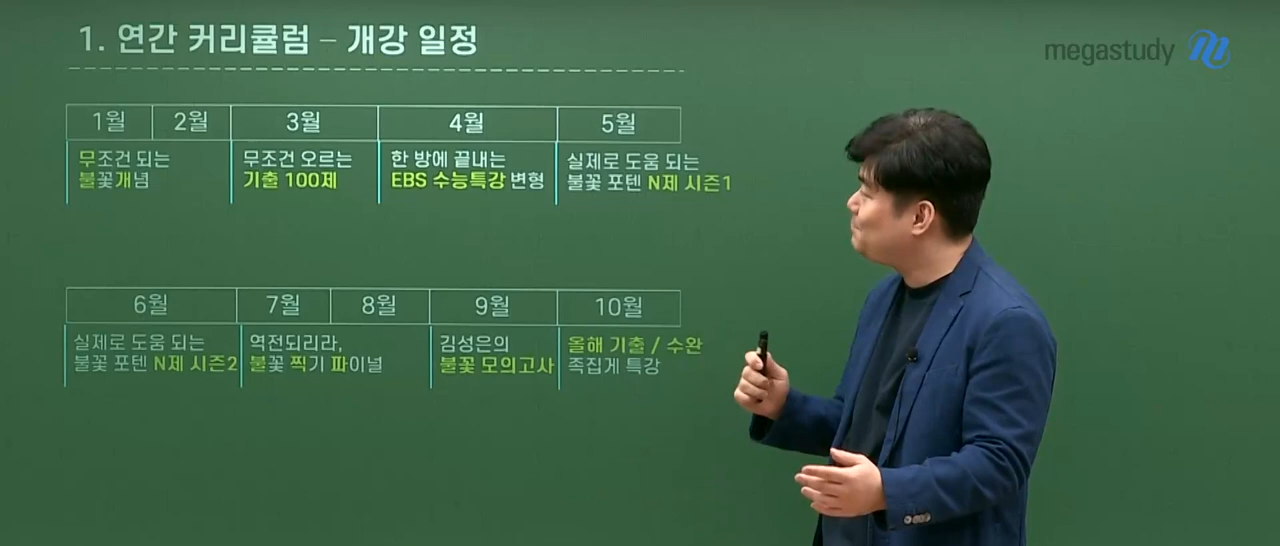 1. 연간 커리큘럼 – 개강 일정
megastudy
1월 2월 3월 4월 5월
무조건 되는
불꽃개념
무조건 오르는
기출 100제
한 방에 끝내는
EBS 수능특강 변형
실제로 도움 되는
불꽃 포텐 N제 시즌1
6월 7월 8월 9월 10월
실제로 도움 되는
불꽃 포텐 N제 시즌2
역전되리라,
불꽃 찍기 파이널
김성은의
불꽃 모의고사
올해 기출 / 수완
족집게 특강